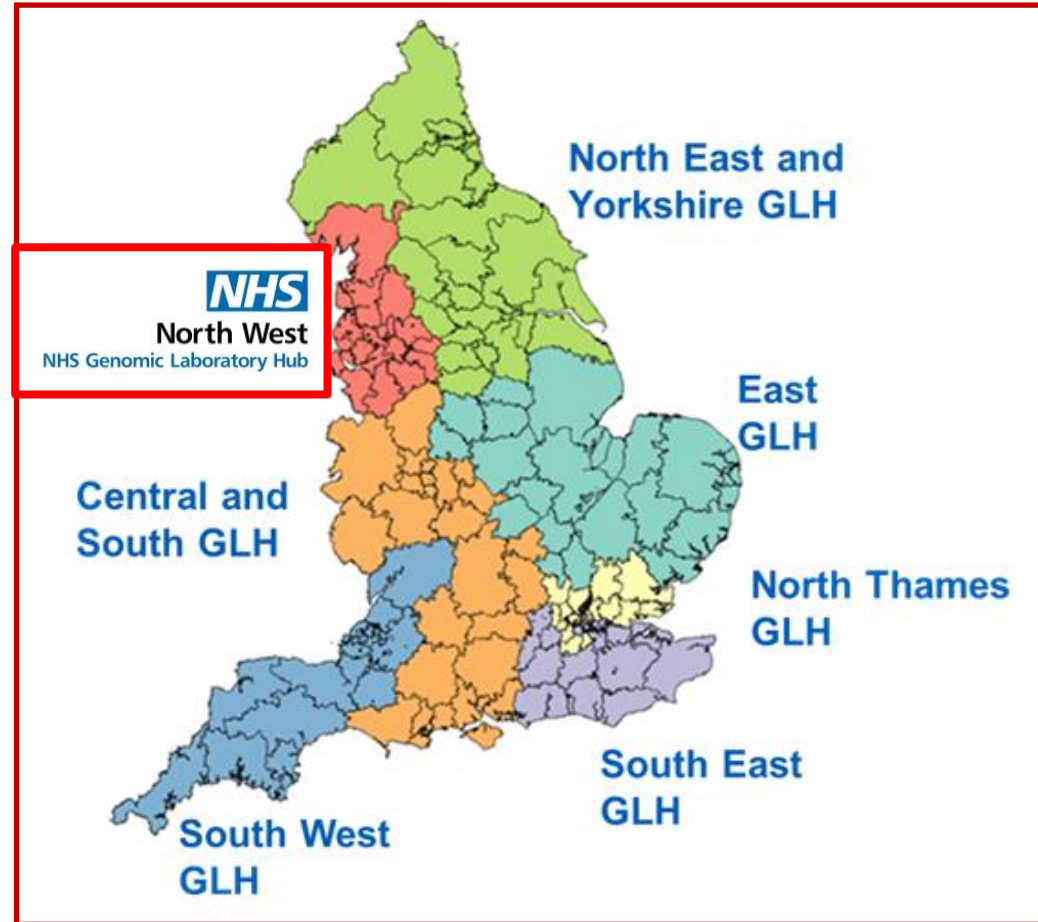 North East and
Yorkshire GLH
NHS
North West
NHS Genomic Laboratory Hub
East
GLH
Central and
South GLH
North Thames
GLH
South East
GLH
South West
GLH